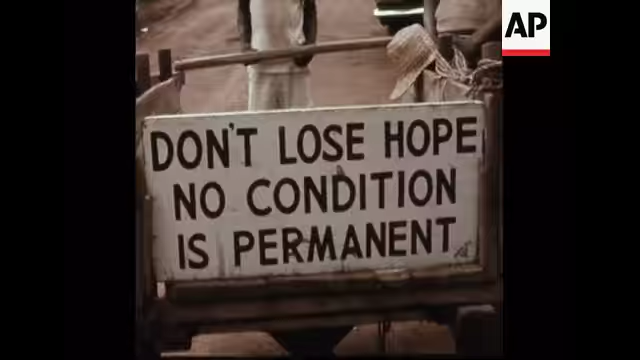 AP
DON'T LOSE HOPE
NO CONDITION
IS PERMANENT